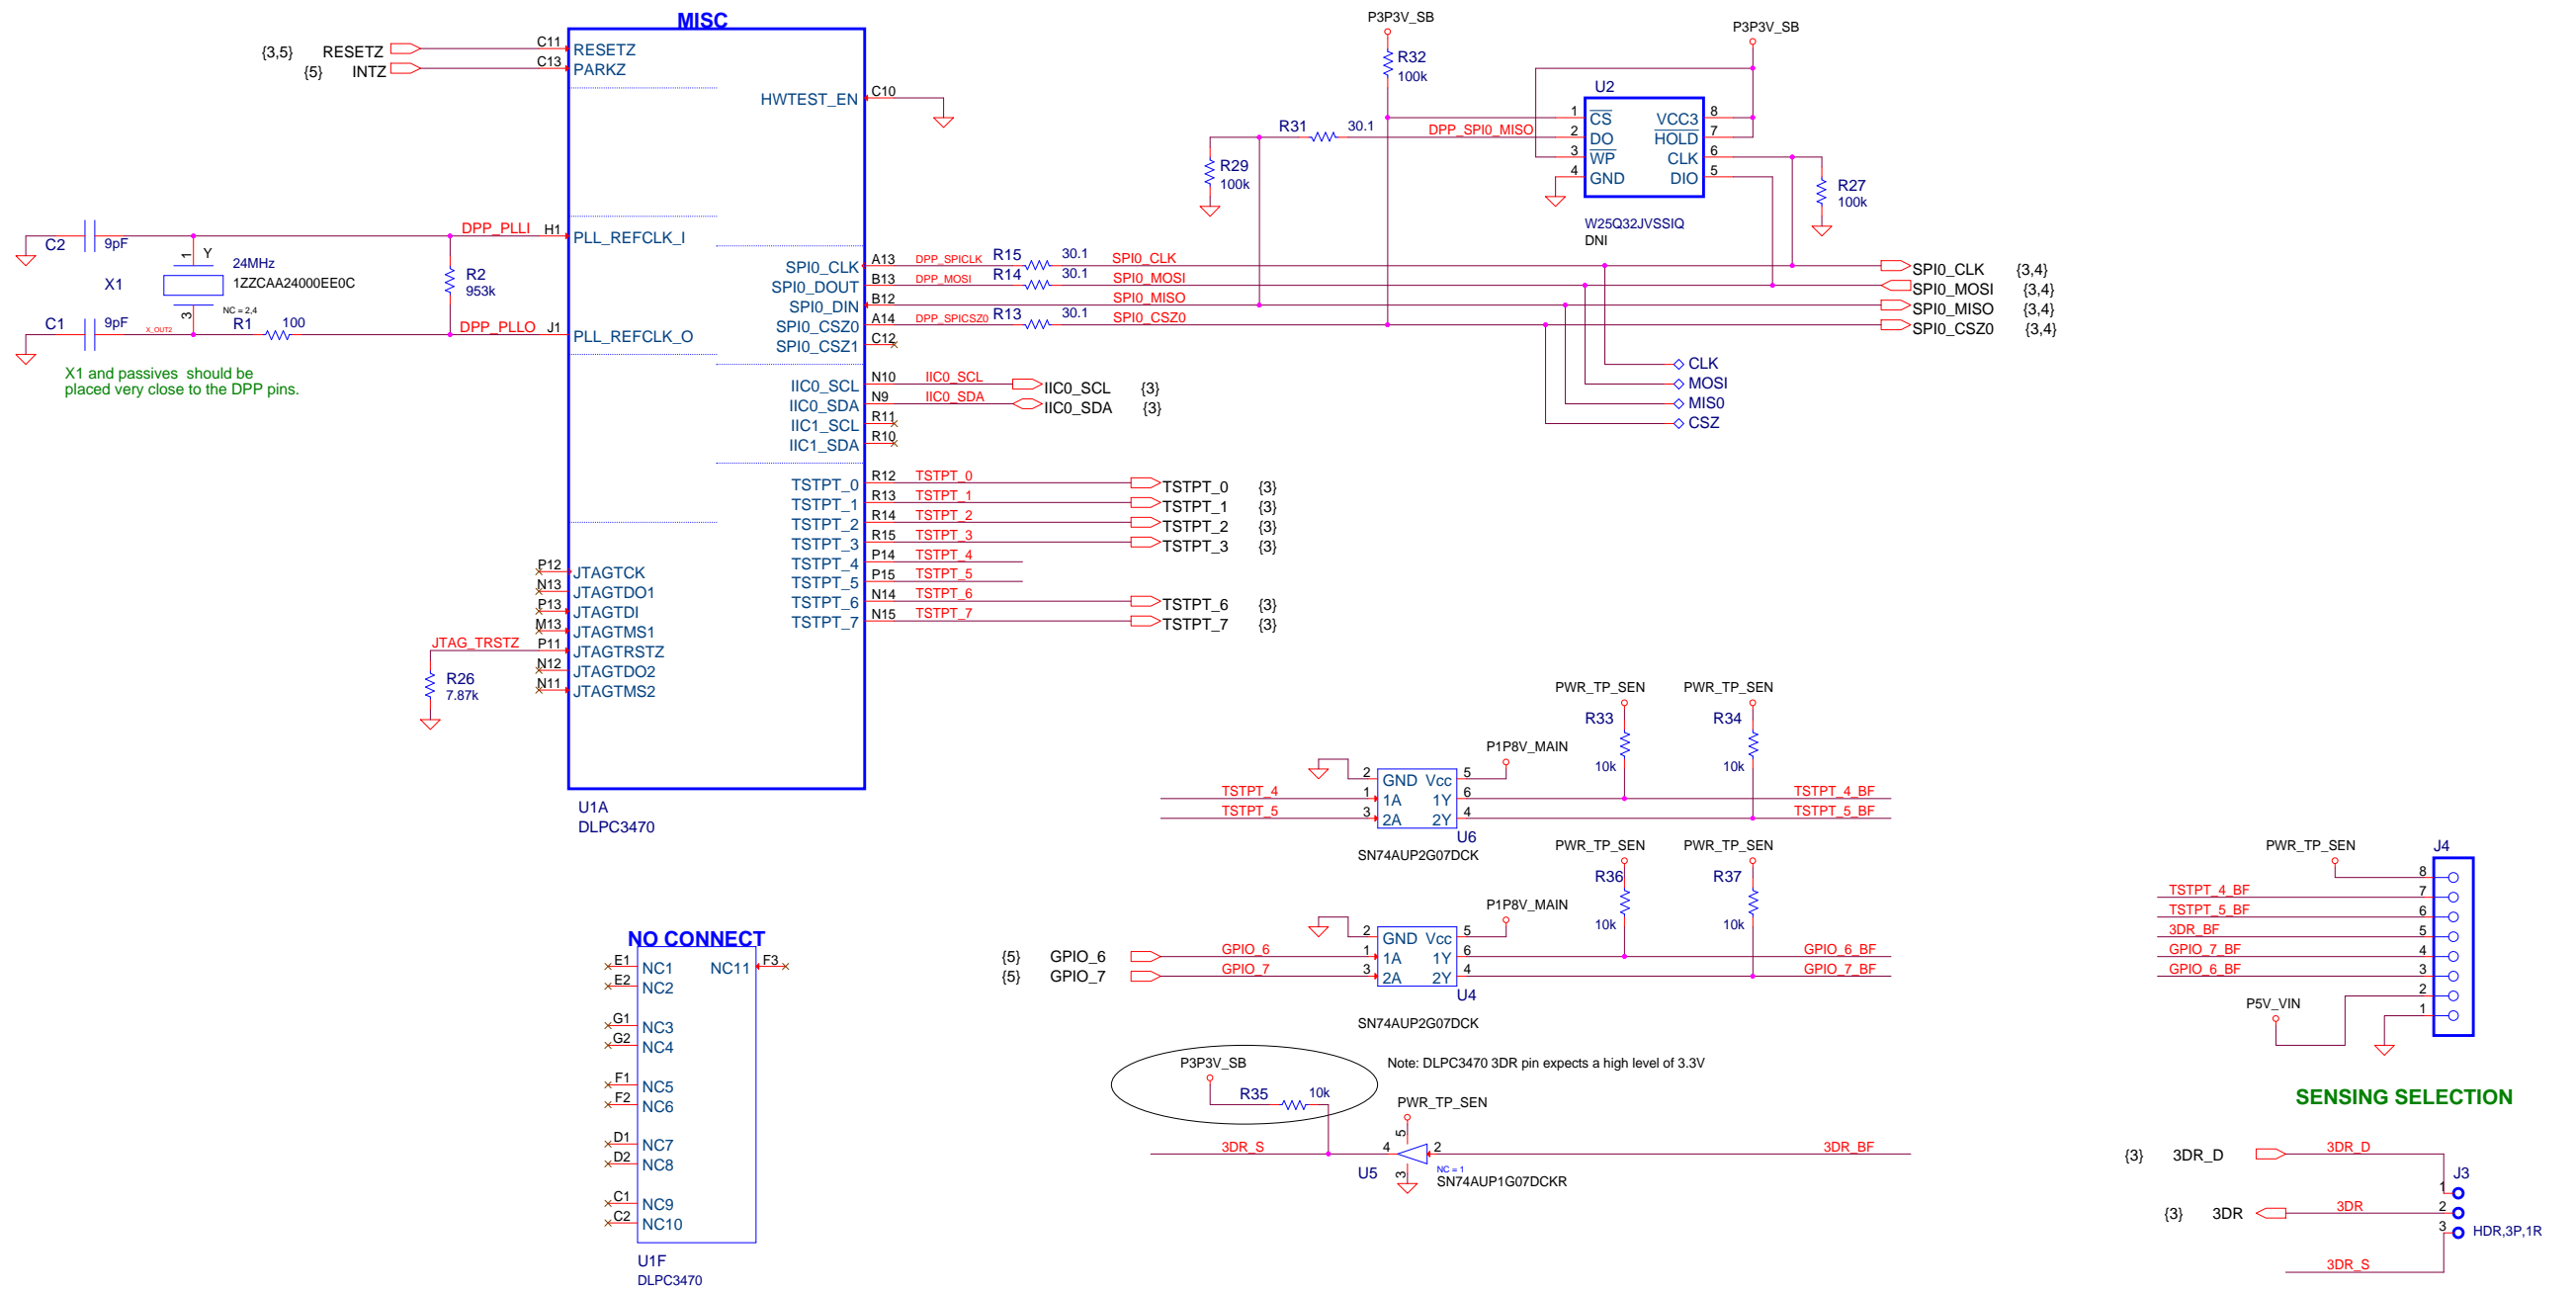 MISC
{3,5} RESETZ C11 RESETZ
{5} INTZ C13 PARKZ
HWTEST_EN C10
C2 9pF DPP_PLLI H1 PLL_REFCLK_I
1 Y
24MHz
X1 1ZZCAA24000EE0C
R2
953k
3 NC = 2,4
C1 9pF X_OUT2 R1 100 DPP_PLLO J1 PLL_REFCLK_O
X1 and passives should be
placed very close to the DPP pins.
SPI0_CLK A13 DPP_SPICLK R15 30.1 SPI0_CLK
SPI0_DOUT B13 DPP_MOSI R14 30.1 SPI0_MOSI
SPI0_DIN B12 SPI0_MISO
SPI0_CSZ0 A14 DPP_SPICSZ0 R13 30.1 SPI0_CSZ0
SPI0_CSZ1 C12
IIC0_SCL N10 IIC0_SCL IIC0_SCL {3}
IIC0_SDA N9 IIC0_SDA IIC0_SDA {3}
IIC1_SCL R11
IIC1_SDA R10
TSTPT_0 R12 TSTPT_0 TSTPT_0 {3}
TSTPT_1 R13 TSTPT_1 TSTPT_1 {3}
TSTPT_2 R14 TSTPT_2 TSTPT_2 {3}
TSTPT_3 R15 TSTPT_3 TSTPT_3 {3}
TSTPT_4 P14 TSTPT_4
TSTPT_5 P15 TSTPT_5
TSTPT_6 N14 TSTPT_6 TSTPT_6 {3}
TSTPT_7 N15 TSTPT_7 TSTPT_7 {3}
P12 JTAGTCK
N13 JTAGTDO1
P13 JTAGTDI
M13 JTAGTMS1
JTAG_TRSTZ P11 JTAGTRSTZ
N12 JTAGTDO2
N11 JTAGTMS2
R26
7.87k
U1A
DLPC3470
P3P3V_SB
R32
100k
P3P3V_SB
U2
1 CS VCC3 8
2 DO HOLD 7
3 WP CLK 6
4 GND DIO 5
W25Q32JVSSIQ
DNI
R31 30.1 DPP_SPI0_MISO
R29
100k
R27
100k
SPI0_CLK {3,4}
SPI0_MOSI {3,4}
SPI0_MISO {3,4}
SPI0_CSZ0 {3,4}
CLK
MOSI
MIS0
CSZ
PWR_TP_SEN PWR_TP_SEN
R33 R34
10k 10k
P1P8V_MAIN
2 GND Vcc 5
TSTPT_4 1 1A 1Y 6 TSTPT_4_BF
TSTPT_5 3 2A 2Y 4 TSTPT_5_BF
U6
SN74AUP2G07DCK
PWR_TP_SEN PWR_TP_SEN
R36 R37
10k 10k
P1P8V_MAIN
2 GND Vcc 5
{5} GPIO_6 GPIO_6 1 1A 1Y 6 GPIO_6_BF
{5} GPIO_7 GPIO_7 3 2A 2Y 4 GPIO_7_BF
U4
SN74AUP2G07DCK
P3P3V_SB
R35 10k
Note: DLPC3470 3DR pin expects a high level of 3.3V
PWR_TP_SEN
5
3DR_S 4 2 3DR_BF
U5 3 NC = 1
SN74AUP1G07DCKR
NO CONNECT
E1 NC1 NC11 F3
E2 NC2
G1 NC3
G2 NC4
F1 NC5
F2 NC6
D1 NC7
D2 NC8
C1 NC9
C2 NC10
U1F
DLPC3470
PWR_TP_SEN J4
8
TSTPT_4_BF 7
TSTPT_5_BF 6
3DR_BF 5
GPIO_7_BF 4
GPIO_6_BF 3
P5V_VIN 2
1
SENSING SELECTION
{3} 3DR_D 3DR_D J3
1
{3} 3DR 3DR 2
3 HDR,3P,1R
3DR_S